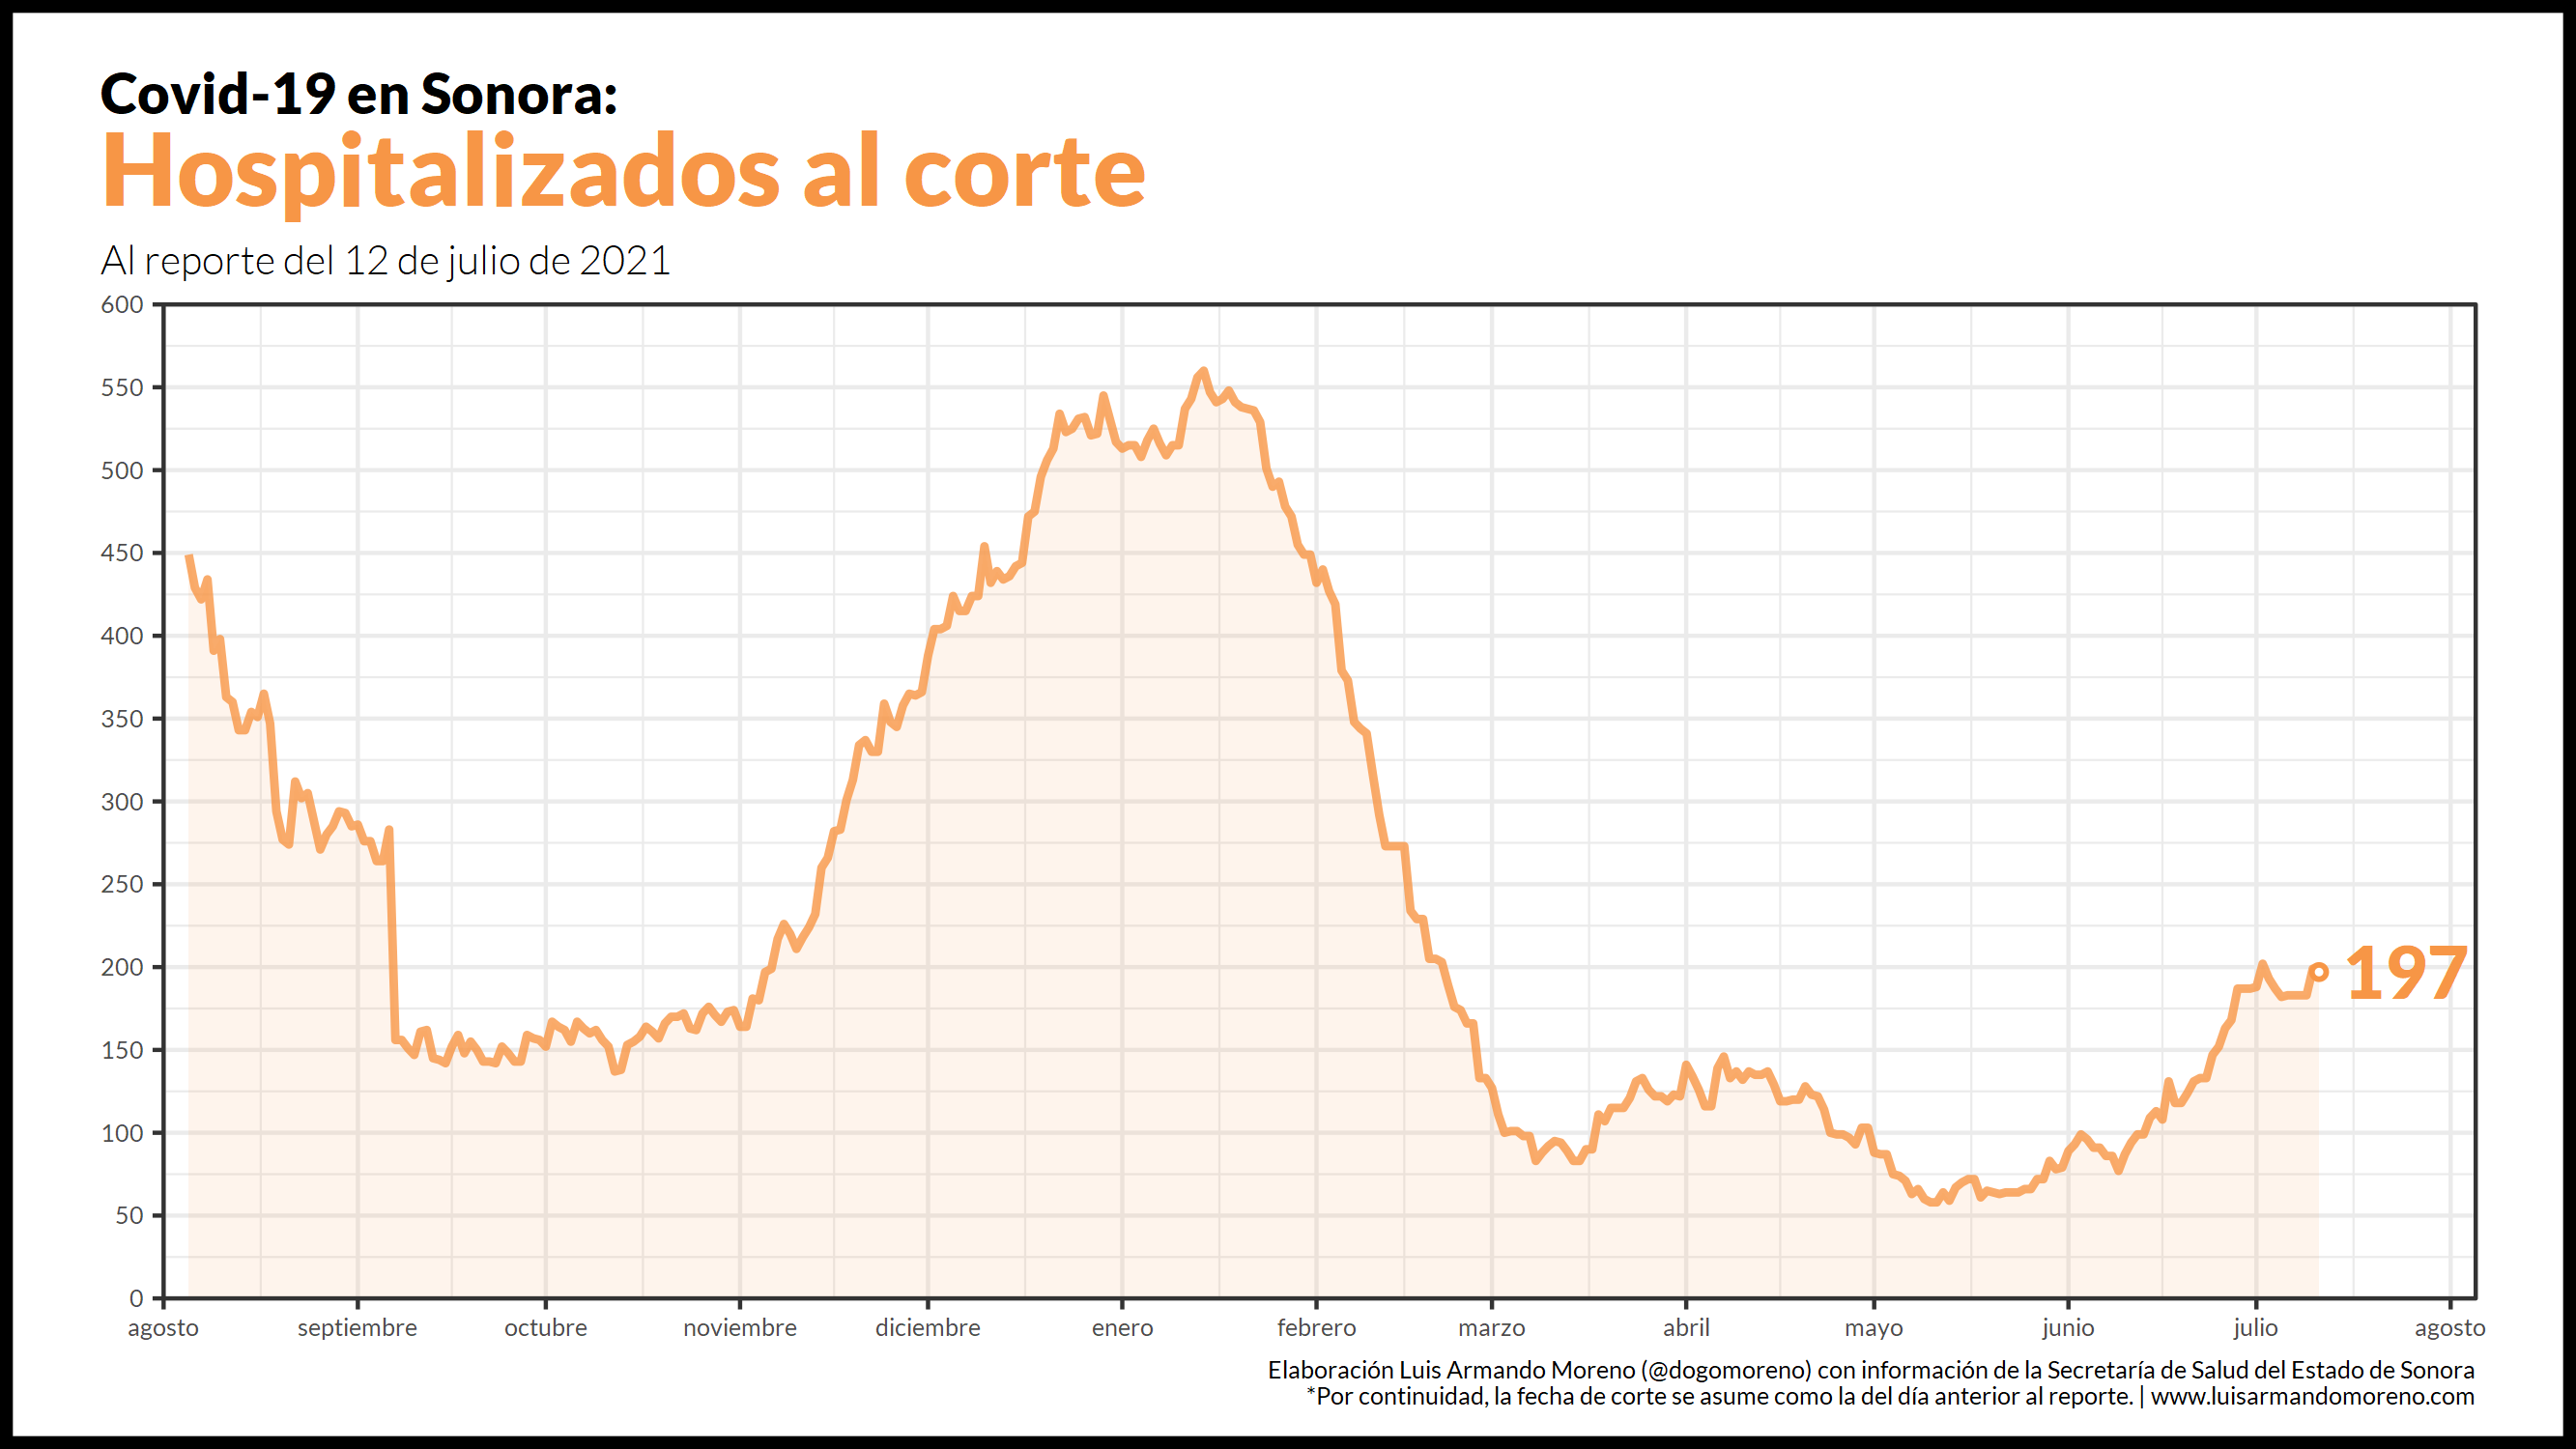 Covid-19 en Sonora:
Hospitalizados al corte
Al reporte del 12 de julio de 2021
600
550
500
450
400
350
300
250
200
150
100
50
0
197
agosto septiembre octubre noviembre diciembre enero febrero marzo abril mayo junio julio agosto
Elaboración Luis Armando Moreno (@dogomoreno) con información de la Secretaría de Salud del Estado de Sonora
*Por continuidad, la fecha de corte se asume como la del día anterior al reporte. | www.luisarmandomoreno.com